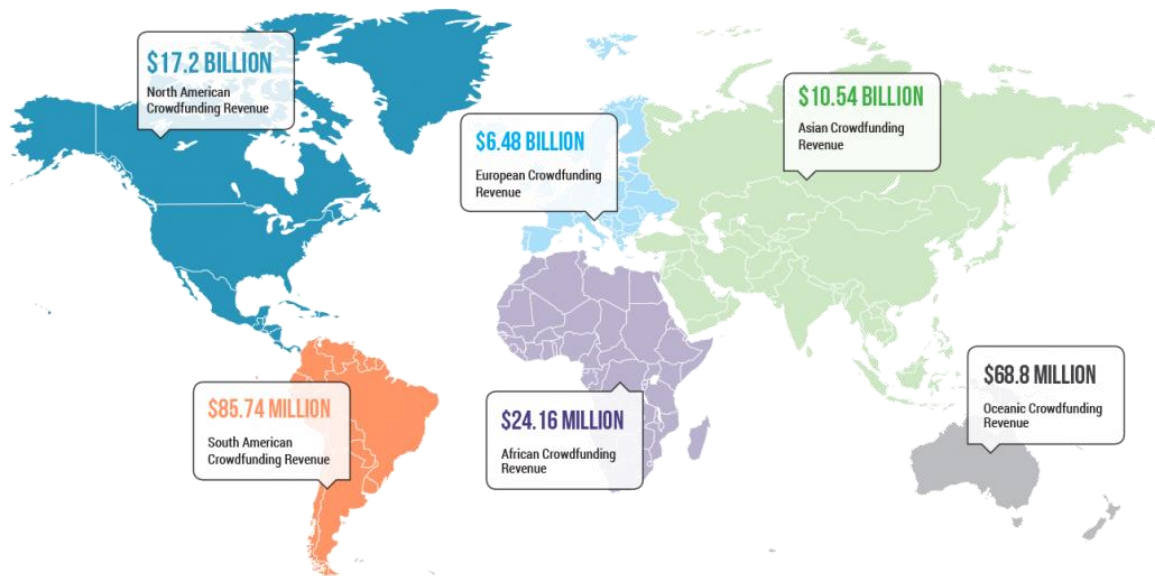 $17.2 BILLION
North American
Crowdfunding Revenue
$6.48 BILLION
European Crowdfunding
Revenue
$10.54 BILLION
Asian Crowdfunding
Revenue
$85.74 MILLION
South American
Crowdfunding Revenue
$24.16 MILLION
African Crowdfunding
Revenue
$68.8 MILLION
Oceanic Crowdfunding
Revenue